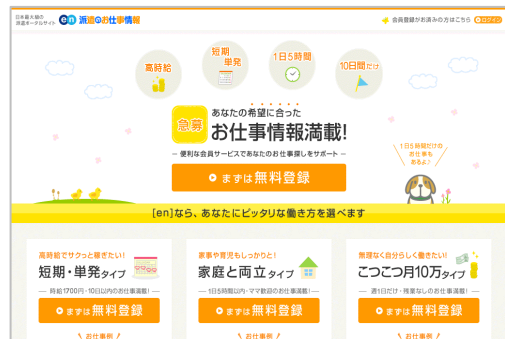 日本最大級の
派遣ポータルサイト
en 派遣のお仕事情報
会員登録がお済みの方はこちら
ログイン
高時給
短期
単発
1日5時間
10日間だけ
急募
あなたの希望に合った
お仕事情報満載!
− 便利な会員サービスであなたのお仕事探しをサポート −
まずは無料登録
1日5時間だけの
お仕事も
あるよ!
[en]なら、あなたにピッタリな働き方を選べます
高時給でサクっと稼ぎたい!
短期・単発タイプ
時給1700円・10日以内のお仕事満載!
まずは無料登録
お仕事例
家事や育児もしっかりと!
家庭と両立タイプ
1日5時間以内・ママ歓迎のお仕事満載!
まずは無料登録
お仕事例
無理なく自分らしく働きたい!
こつこつ月10万タイプ
週1日だけ・残業なしのお仕事満載!
まずは無料登録
お仕事例